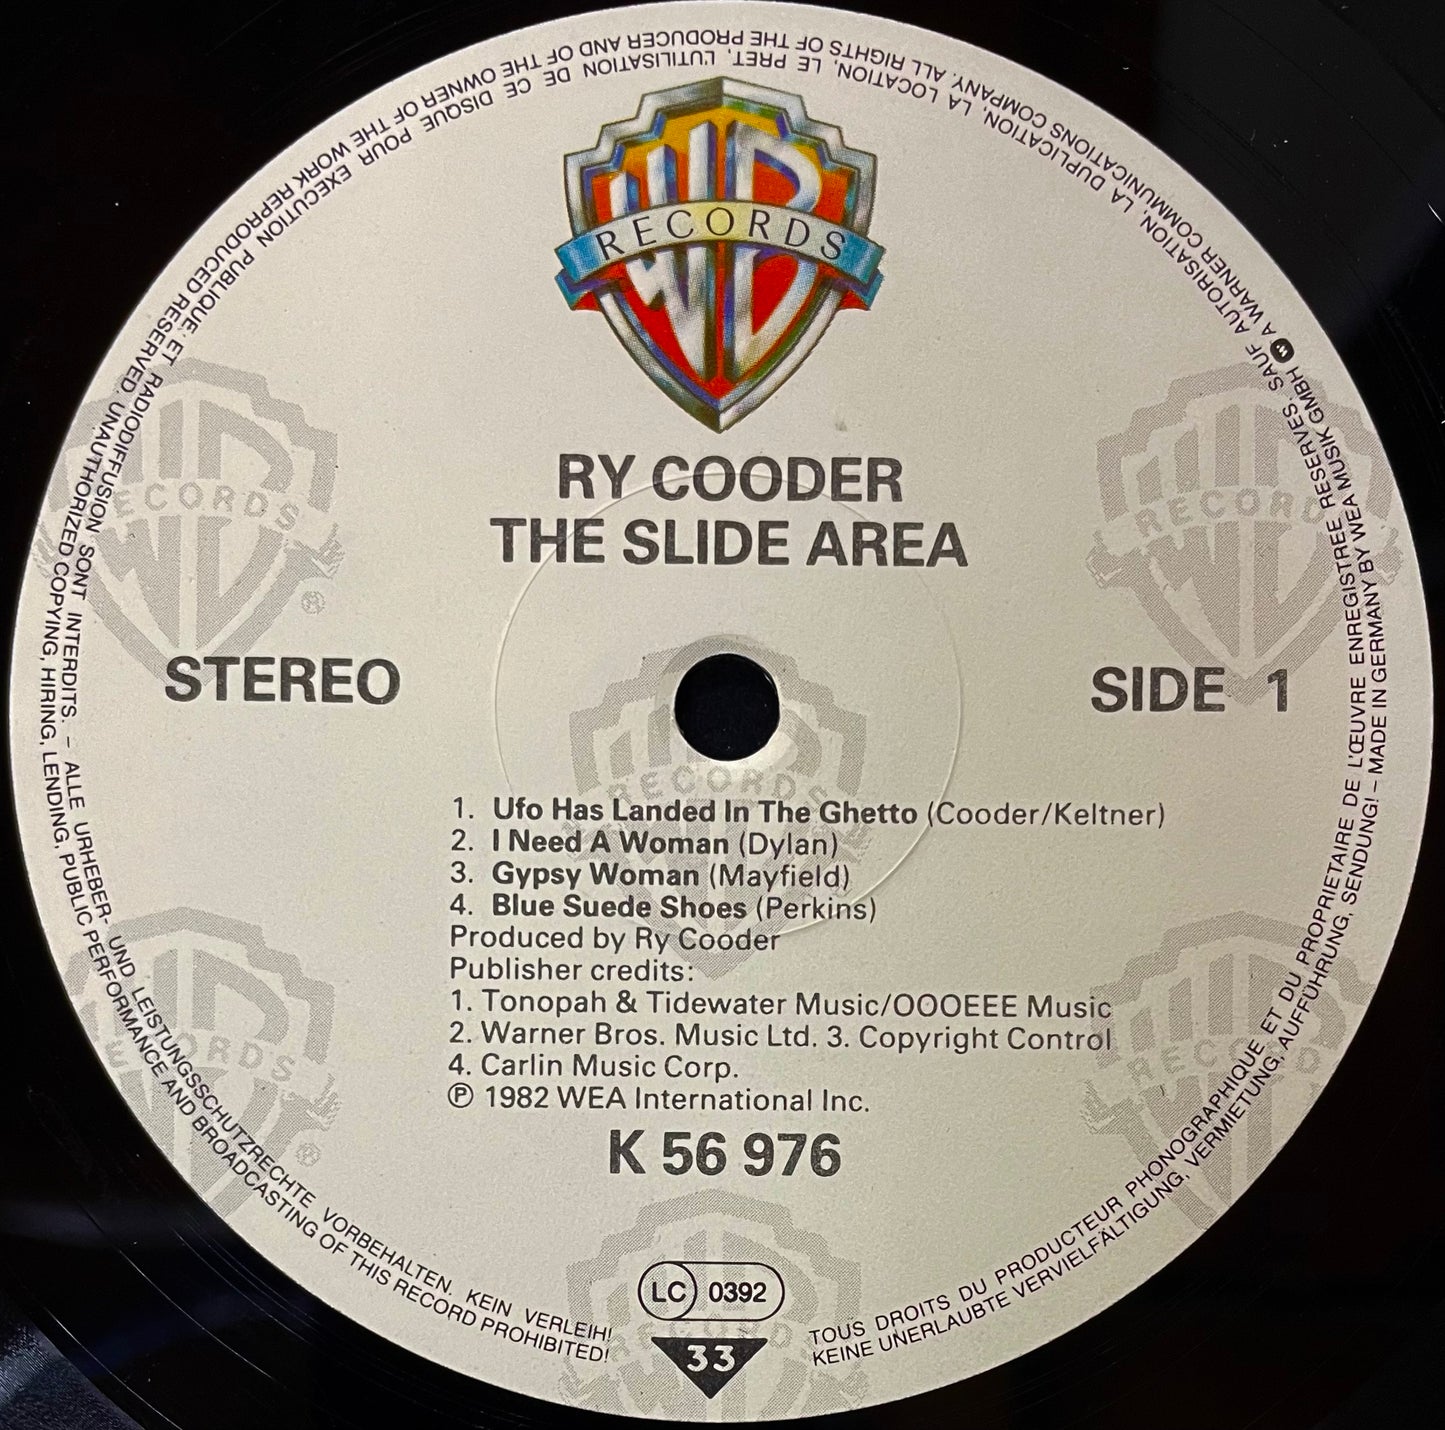 WB
RECORDS
RY COODER
THE SLIDE AREA
STEREO
SIDE 1
1. Ufo Has Landed In The Ghetto (Cooder/Keltner)
2. I Need A Woman (Dylan)
3. Gypsy Woman (Mayfield)
4. Blue Suede Shoes (Perkins)
Produced by Ry Cooder
Publisher credits:
1. Tonopah & Tidewater Music/OOOEEE Music
2. Warner Bros. Music Ltd. 3. Copyright Control
4. Carlin Music Corp.
℗ 1982 WEA International Inc.
K 56 976
LC 0392
33
TOUS DROITS DU PRODUCTEUR PHONOGRAPHIQUE ET DU PROPRIETAIRE DE L'ŒUVRE ENREGISTREE RESERVES. SAUF AUTORISATION, LA DUPLICATION, LA LOCATION, LE PRET, L'UTILISATION DE CE DISQUE POUR EXECUTION PUBLIQUE ET RADIODIFFUSION SONT INTERDITS. – ALLE URHEBER- UND LEISTUNGSSCHUTZRECHTE VORBEHALTEN. KEIN VERLEIH!
KEINE UNERLAUBTE VERVIELFÄLTIGUNG, VERMIETUNG, AUFFÜHRUNG, SENDUNG! – MADE IN GERMANY BY WEA MUSIK GMBH W A WARNER COMMUNICATIONS COMPANY. ALL RIGHTS OF THE PRODUCER AND OF THE OWNER OF THE WORK REPRODUCED RESERVED. UNAUTHORIZED COPYING, HIRING, LENDING, PUBLIC PERFORMANCE AND BROADCASTING OF THIS RECORD PROHIBITED!